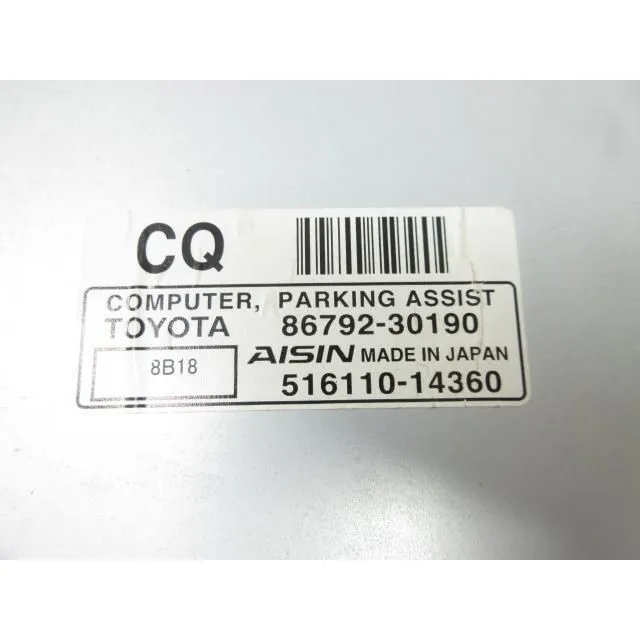 CQ
COMPUTER, PARKING ASSIST
TOYOTA 86792-30190
8B18
AISIN MADE IN JAPAN
516110-14360